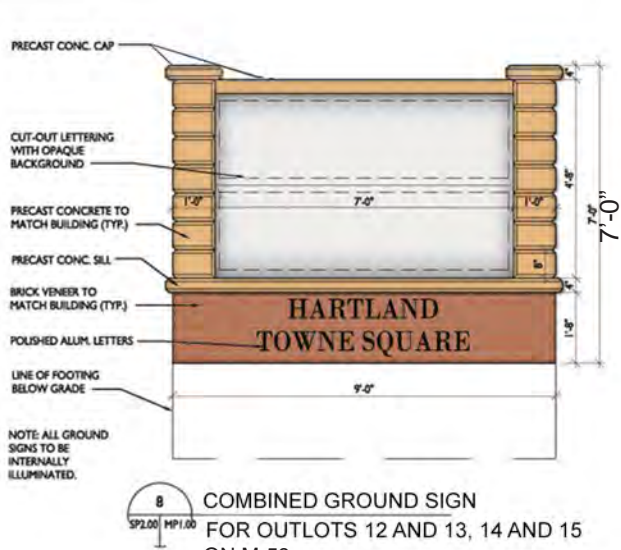 PRECAST CONC. CAP
CUT-OUT LETTERING
WITH OPAQUE
BACKGROUND
PRECAST CONCRETE TO
MATCH BUILDING (TYP.)
PRECAST CONC. SILL
BRICK VENEER TO
MATCH BUILDING (TYP.)
POLISHED ALUM. LETTERS
LINE OF FOOTING
BELOW GRADE
NOTE: ALL GROUND
SIGNS TO BE
INTERNALLY
ILLUMINATED.
1'-0"
7'-0"
1'-0"
8"
HARTLAND
TOWNE SQUARE
9'-0"
4"
4'-8"
4"
1'-8"
7'-0"
7'-0"
8
SP2.00 MP1.00
COMBINED GROUND SIGN
FOR OUTLOTS 12 AND 13, 14 AND 15